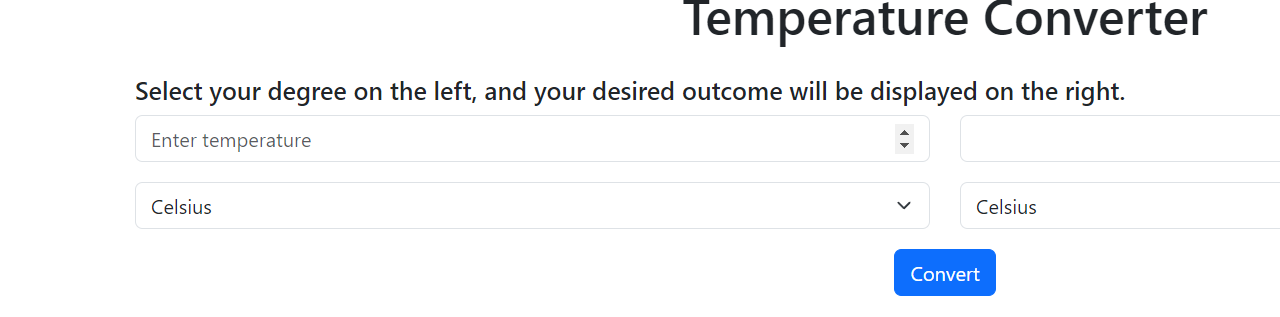 Temperature Converter
Select your degree on the left, and your desired outcome will be displayed on the right.
Enter temperature
Celsius
Celsius
Convert